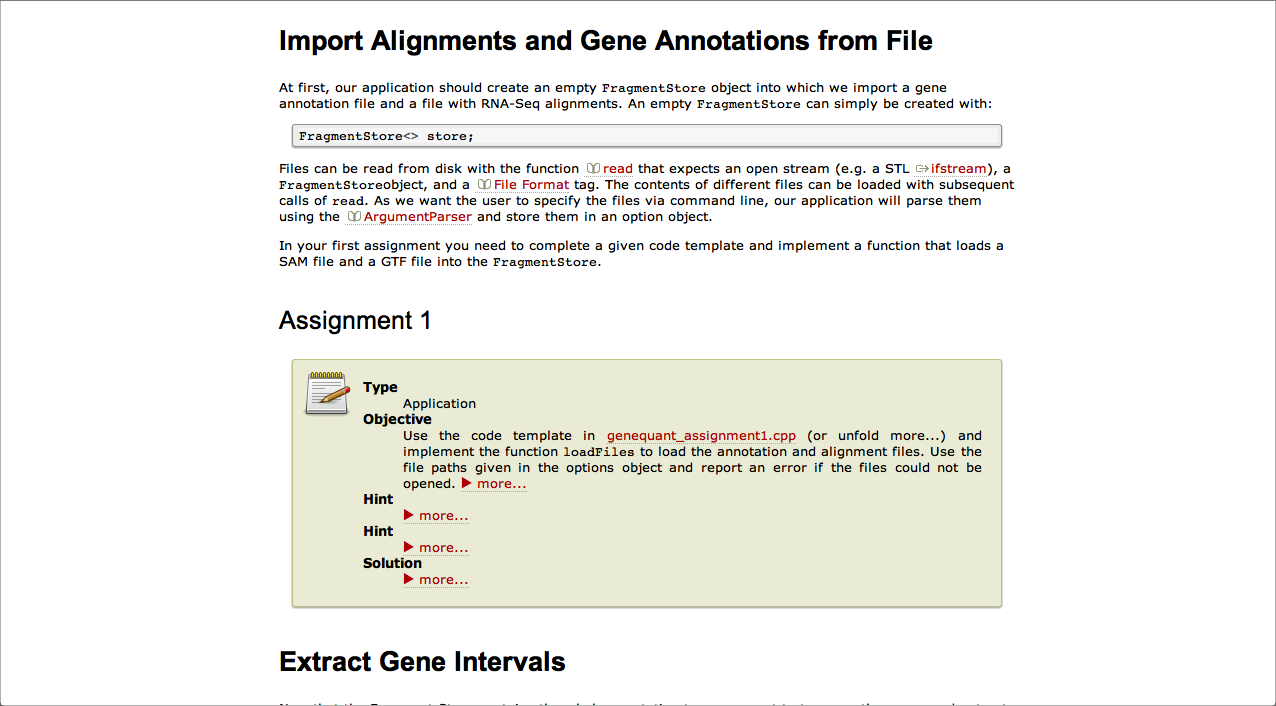 Import Alignments and Gene Annotations from File
At first, our application should create an empty FragmentStore object into which we import a gene
annotation file and a file with RNA-Seq alignments. An empty FragmentStore can simply be created with:
FragmentStore<> store;
Files can be read from disk with the function read that expects an open stream (e.g. a STL ifstream), a
FragmentStoreobject, and a File Format tag. The contents of different files can be loaded with subsequent
calls of read. As we want the user to specify the files via command line, our application will parse them
using the ArgumentParser and store them in an option object.
In your first assignment you need to complete a given code template and implement a function that loads a
SAM file and a GTF file into the FragmentStore.
Assignment 1
Type
Application
Objective
Use the code template in genequant_assignment1.cpp (or unfold more...) and
implement the function loadFiles to load the annotation and alignment files. Use the
file paths given in the options object and report an error if the files could not be
opened. ▶ more...
Hint
▶ more...
Hint
▶ more...
Solution
▶ more...
Extract Gene Intervals